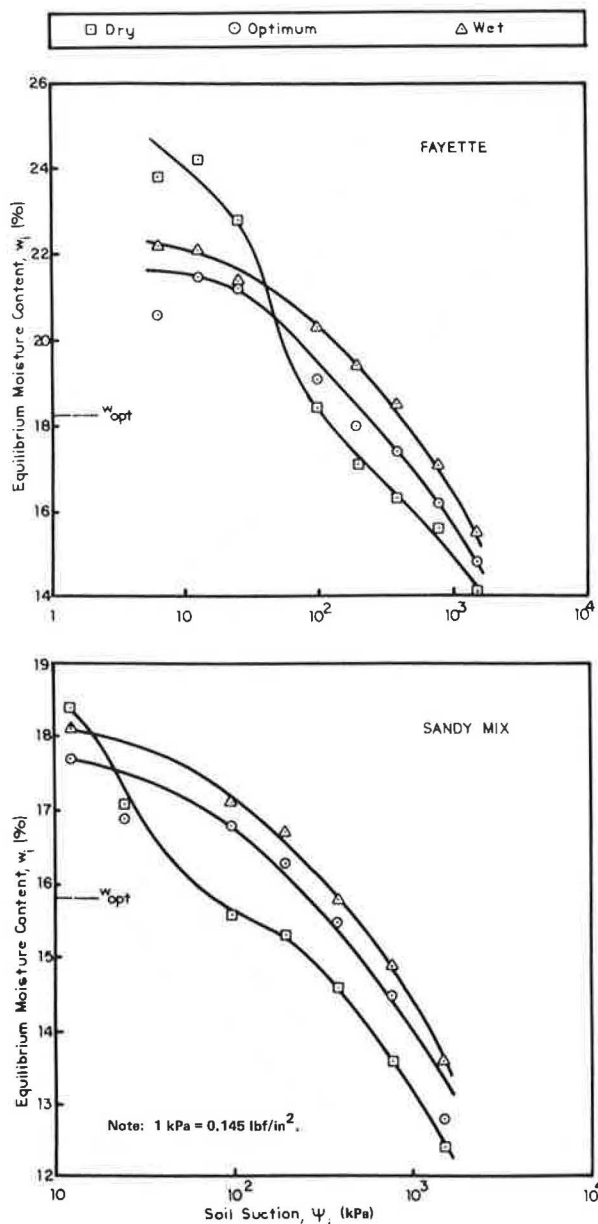 Dry Optimum Wet
FAYETTE
Equilibrium Moisture Content, wᵢ (%)
26
24
22
20
18
16
14
wopt
1 10 10² 10³ 10⁴
SANDY MIX
Equilibrium Moisture Content, wᵢ (%)
19
18
17
16
15
14
13
12
wopt
Note: 1 kPa = 0.145 lbf/in².
10 10² 10³ 10⁴
Soil Suction, Ψᵢ (kPa)